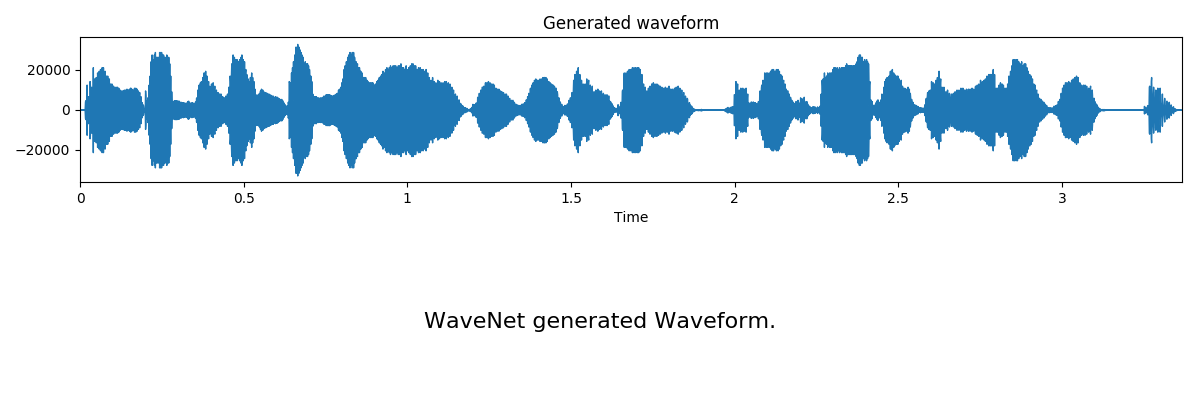 Generated waveform
20000
0
−20000
0 0.5 1 1.5 2 2.5 3
Time
WaveNet generated Waveform.